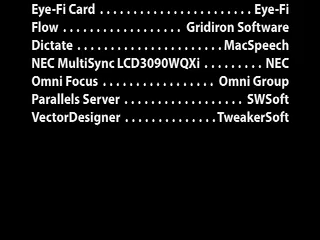 Eye-Fi Card . . . . . . . . . . . . . . . . . . . . . . . Eye-Fi
Flow . . . . . . . . . . . . . . . . . . Gridiron Software
Dictate . . . . . . . . . . . . . . . . . . . . . . MacSpeech
NEC MultiSync LCD3090WQXi . . . . . . . . . NEC
Omni Focus . . . . . . . . . . . . . . . . . Omni Group
Parallels Server . . . . . . . . . . . . . . . . . . SWSoft
VectorDesigner . . . . . . . . . . . . . . TweakerSoft